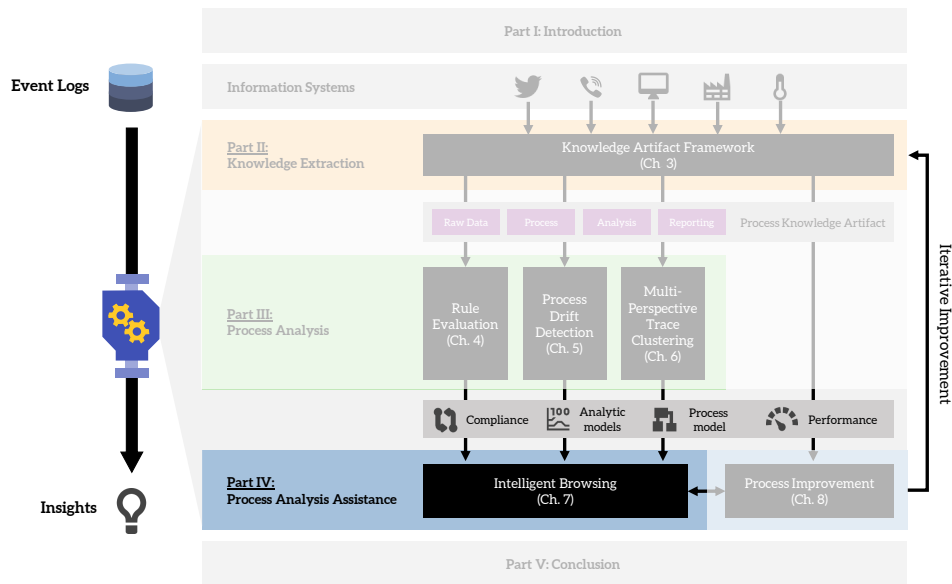 Part I: Introduction
Event Logs
Information Systems
Part II:
Knowledge Extraction
Knowledge Artifact Framework
(Ch 3)
Raw Data
Process
Analysis
Reporting
Process Knowledge Artifact
Part III:
Process Analysis
Rule
Evaluation
(Ch. 4)
Process
Drift
Detection
(Ch. 5)
Multi-
Perspective
Trace
Clustering
(Ch. 6)
Iterative Improvement
Compliance
100
Analytic
models
Process
model
Performance
Part IV:
Process Analysis Assistance
Intelligent Browsing
(Ch. 7)
Process Improvement
(Ch. 8)
Insights
Part V: Conclusion